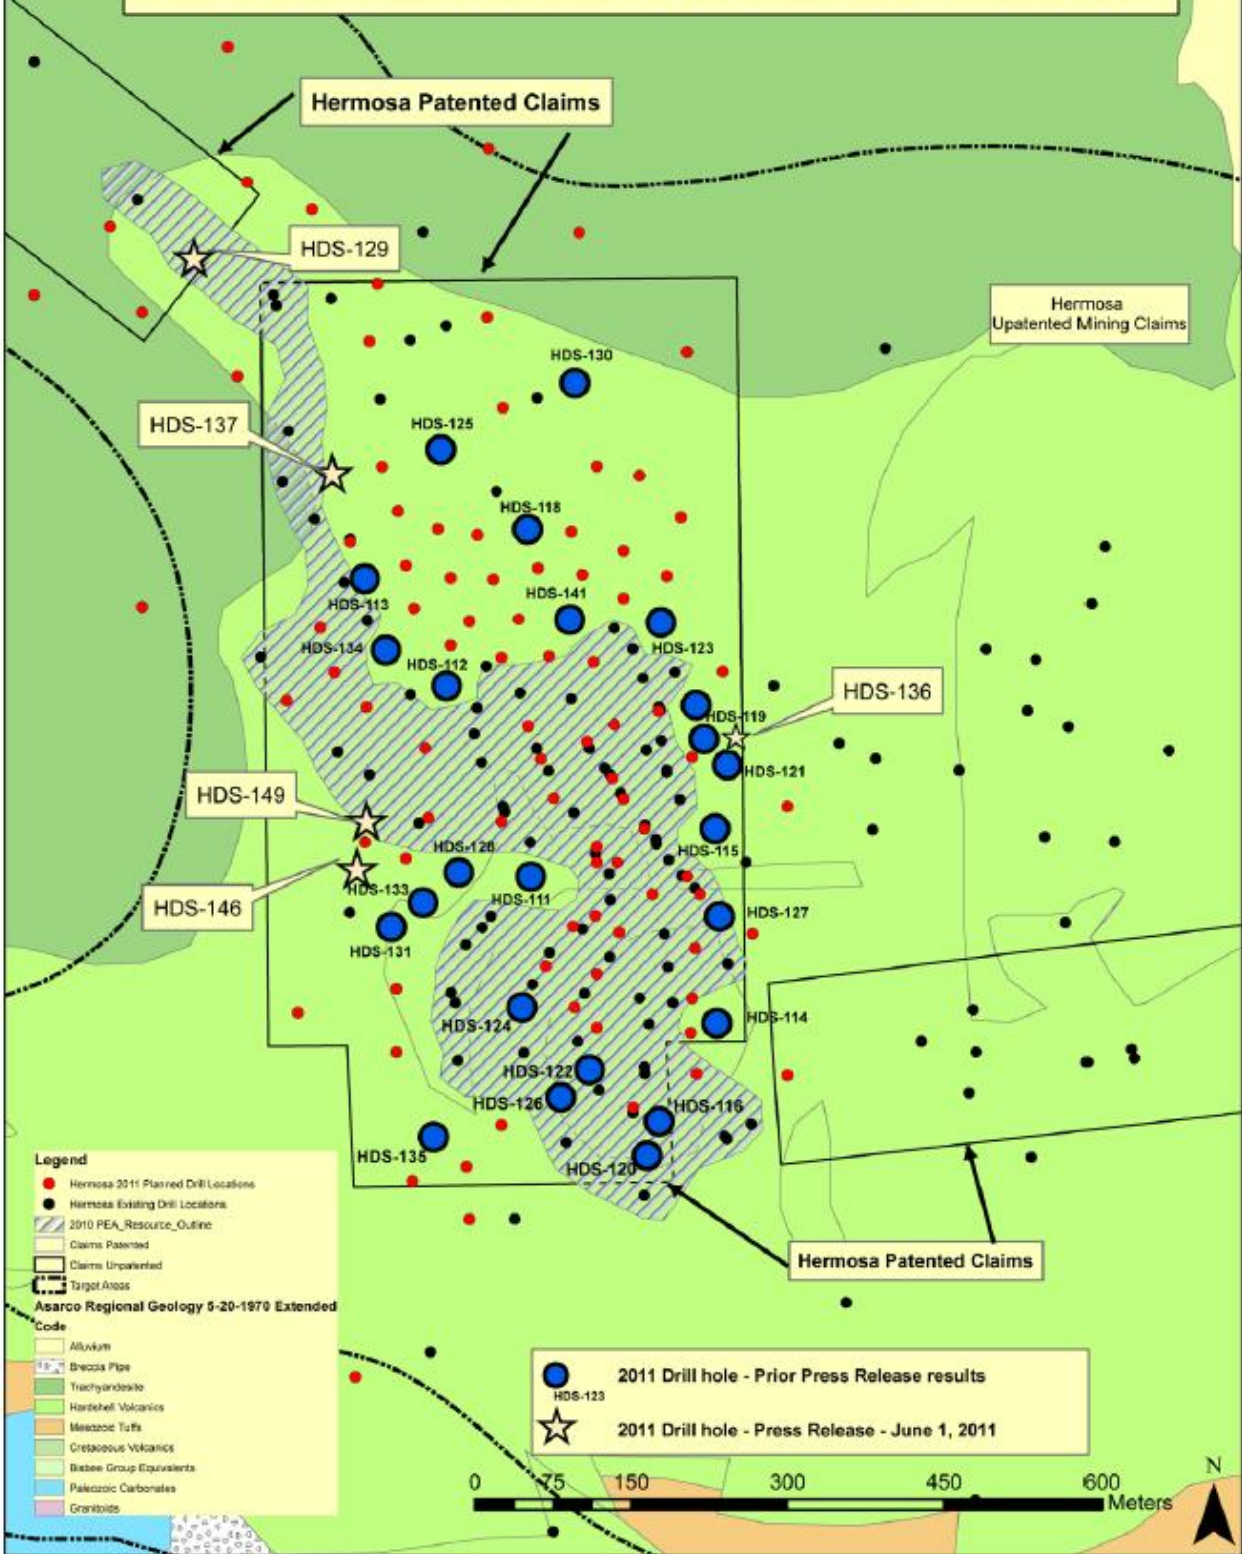 Hermosa Patented Claims
HDS-129
Hermosa
Upatented Mining Claims
HDS-130
HDS-137
HDS-125
HDS-118
HDS-113
HDS-141
HDS-134
HDS-123
HDS-112
HDS-136
HDS-119
HDS-121
HDS-149
HDS-115
HDS-128
HDS-133
HDS-111
HDS-146
HDS-127
HDS-131
HDS-124
HDS-114
HDS-122
HDS-126
HDS-116
HDS-135
HDS-120
Hermosa Patented Claims
Legend
Hermosa 2011 Planned Drill Locations
Hermosa Existing Drill Locations
2010 PEA_Resource_Outline
Claims Patented
Claims Unpatented
Target Areas
Asarco Regional Geology 5-20-1970 Extended
Code
Alluvium
Breccia Pipe
Trachyandesite
Hardshell Volcanics
Mesozoic Tuffs
Cretaceous Volcanics
Bisbee Group Equivalents
Paleozoic Carbonates
Granitoids
2011 Drill hole - Prior Press Release results
HDS-123
2011 Drill hole - Press Release - June 1, 2011
0 75 150 300 450 600
Meters
N